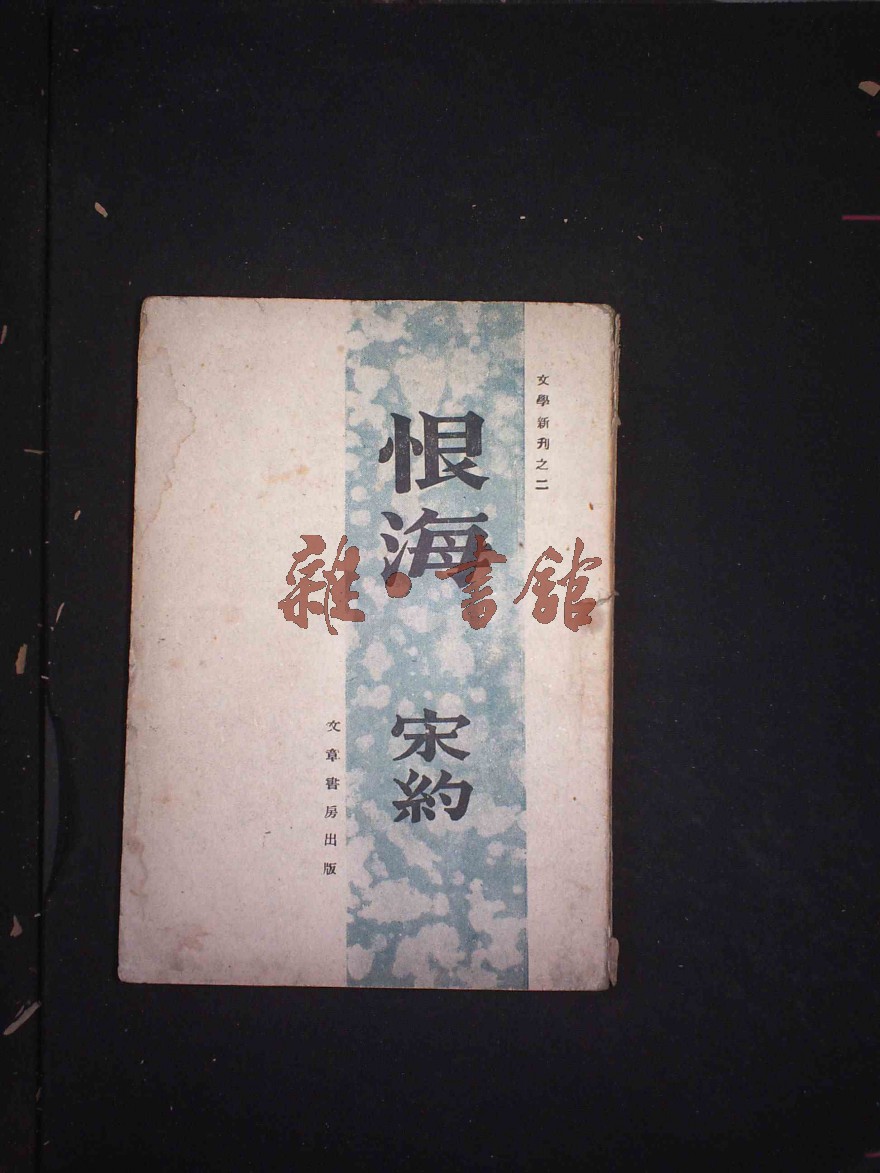 文學新刊之二
恨海
宋約
文章書房出版
雜·書館